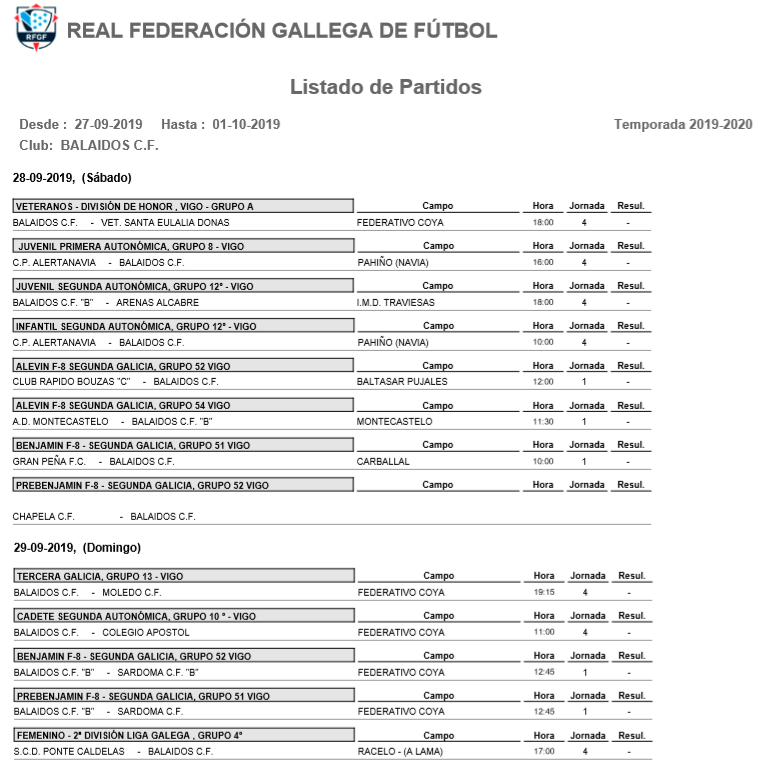 RFGF
REAL FEDERACIÓN GALLEGA DE FÚTBOL
Listado de Partidos
Desde : 27-09-2019 Hasta : 01-10-2019 Temporada 2019-2020
Club: BALAIDOS C.F.
28-09-2019, (Sábado)
VETERANOS - DIVISIÓN DE HONOR , VIGO - GRUPO A Campo Hora Jornada Resul.
BALAIDOS C.F. - VET. SANTA EULALIA DONAS FEDERATIVO COYA 18:00 4 -
JUVENIL PRIMERA AUTONÓMICA, GRUPO 8 - VIGO Campo Hora Jornada Resul.
C.P. ALERTANAVIA - BALAIDOS C.F. PAHIÑO (NAVIA) 16:00 4 -
JUVENIL SEGUNDA AUTONÓMICA, GRUPO 12º - VIGO Campo Hora Jornada Resul.
BALAIDOS C.F. "B" - ARENAS ALCABRE I.M.D. TRAVIESAS 18:00 4 -
INFANTIL SEGUNDA AUTONÓMICA, GRUPO 12º - VIGO Campo Hora Jornada Resul.
C.P. ALERTANAVIA - BALAIDOS C.F. PAHIÑO (NAVIA) 10:00 4 -
ALEVIN F-8 SEGUNDA GALICIA, GRUPO 52 VIGO Campo Hora Jornada Resul.
CLUB RAPIDO BOUZAS "C" - BALAIDOS C.F. BALTASAR PUJALES 12:00 1 -
ALEVIN F-8 SEGUNDA GALICIA, GRUPO 54 VIGO Campo Hora Jornada Resul.
A.D. MONTECASTELO - BALAIDOS C.F. "B" MONTECASTELO 11:30 1 -
BENJAMIN F-8 - SEGUNDA GALICIA, GRUPO 51 VIGO Campo Hora Jornada Resul.
GRAN PEÑA F.C. - BALAIDOS C.F. CARBALLAL 10:00 1 -
PREBENJAMIN F-8 - SEGUNDA GALICIA, GRUPO 52 VIGO Campo Hora Jornada Resul.
CHAPELA C.F. - BALAIDOS C.F.
29-09-2019, (Domingo)
TERCERA GALICIA, GRUPO 13 - VIGO Campo Hora Jornada Resul.
BALAIDOS C.F. - MOLEDO C.F. FEDERATIVO COYA 19:15 4 -
CADETE SEGUNDA AUTONÓMICA, GRUPO 10 º - VIGO Campo Hora Jornada Resul.
BALAIDOS C.F. - COLEGIO APOSTOL FEDERATIVO COYA 11:00 4 -
BENJAMIN F-8 - SEGUNDA GALICIA, GRUPO 52 VIGO Campo Hora Jornada Resul.
BALAIDOS C.F. "B" - SARDOMA C.F. "B" FEDERATIVO COYA 12:45 1 -
PREBENJAMIN F-8 - SEGUNDA GALICIA, GRUPO 51 VIGO Campo Hora Jornada Resul.
BALAIDOS C.F. "B" - SARDOMA C.F. FEDERATIVO COYA 12:45 1 -
FEMENINO - 2ª DIVISIÓN LIGA GALEGA , GRUPO 4º Campo Hora Jornada Resul.
S.C.D. PONTE CALDELAS - BALAIDOS C.F. RACELO - (A LAMA) 17:00 4 -